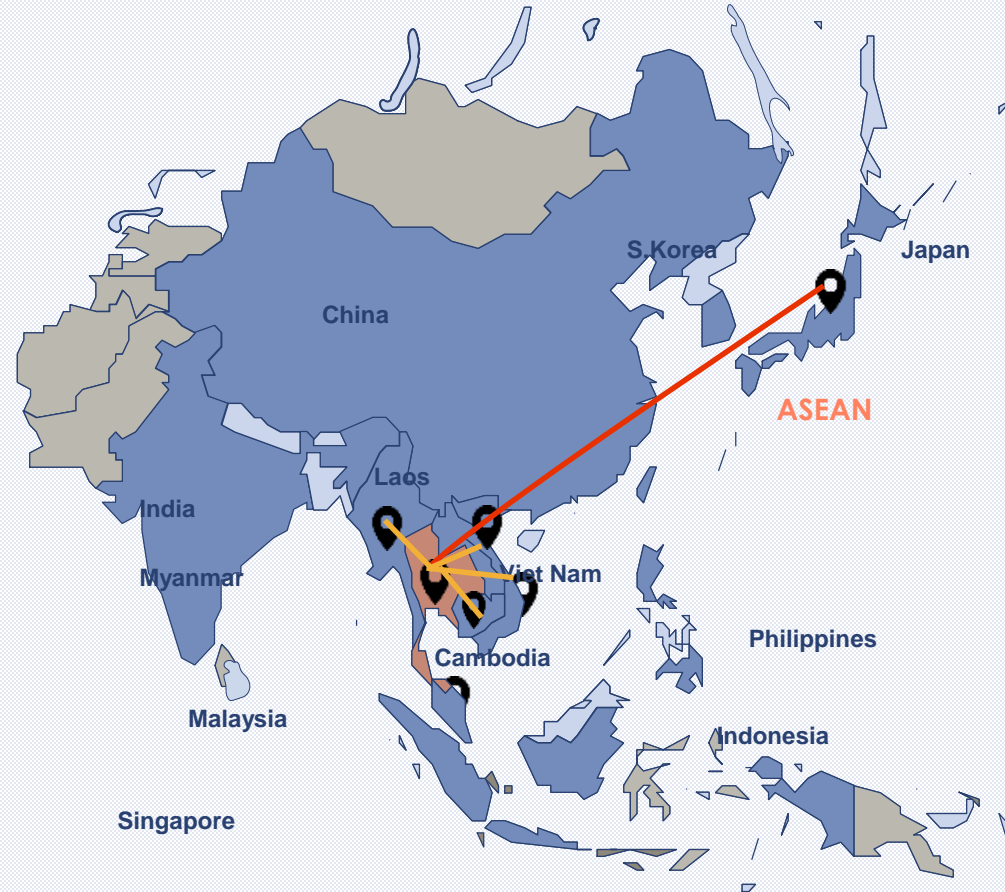 S.Korea
Japan
China
ASEAN
Laos
India
Viet Nam
Myanmar
Philippines
Cambodia
Malaysia
Indonesia
Singapore